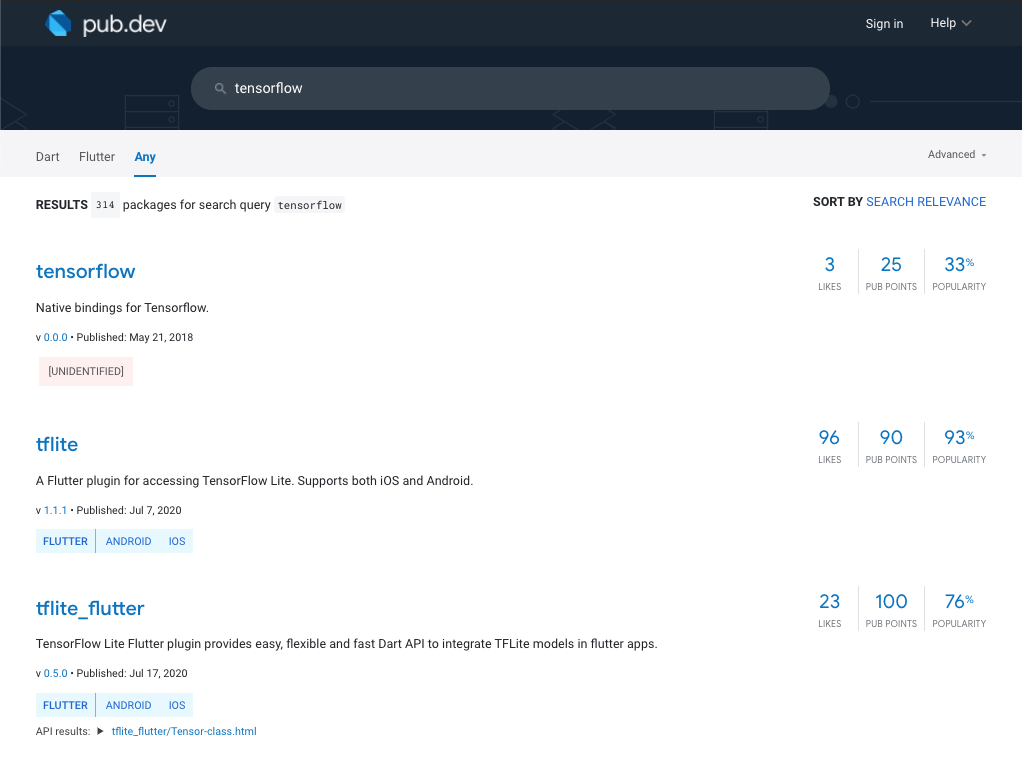 pub.dev
Sign in Help
tensorflow
Dart Flutter Any Advanced
RESULTS 314 packages for search query tensorflow SORT BY SEARCH RELEVANCE
tensorflow
3 25 33%
LIKES PUB POINTS POPULARITY
Native bindings for Tensorflow.
v 0.0.0 • Published: May 21, 2018
[UNIDENTIFIED]
tflite
96 90 93%
LIKES PUB POINTS POPULARITY
A Flutter plugin for accessing TensorFlow Lite. Supports both iOS and Android.
v 1.1.1 • Published: Jul 7, 2020
FLUTTER ANDROID IOS
tflite_flutter
23 100 76%
LIKES PUB POINTS POPULARITY
TensorFlow Lite Flutter plugin provides easy, flexible and fast Dart API to integrate TFLite models in flutter apps.
v 0.5.0 • Published: Jul 17, 2020
FLUTTER ANDROID IOS
API results: ▶ tflite_flutter/Tensor-class.html